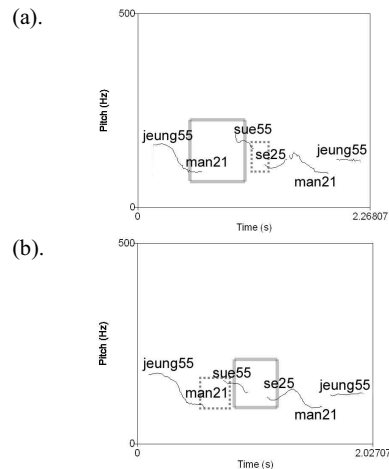 (a).
500
Pitch (Hz)
jeung55
man21
sue55
se25
man21
jeung55
0
0
2.26807
Time (s)
(b).
500
Pitch (Hz)
jeung55
man21
sue55
se25
man21
jeung55
0
0
2.02707
Time (s)